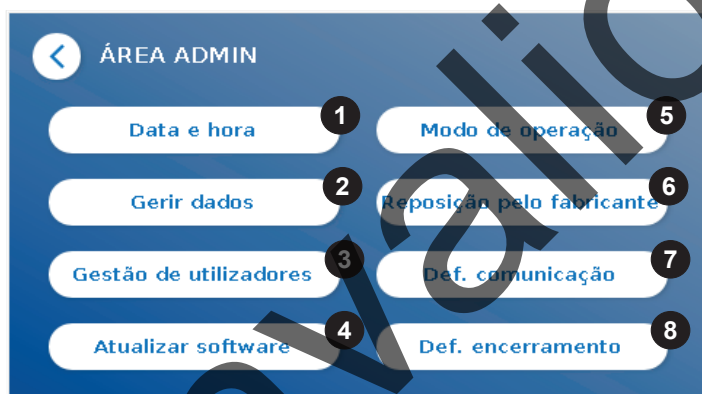 ÁREA ADMIN
Data e hora 1
Gerir dados 2
Gestão de utilizadores 3
Atualizar software 4
Modo de operação 5
Reposição pelo fabricante 6
Def. comunicação 7
Def. encerramento 8